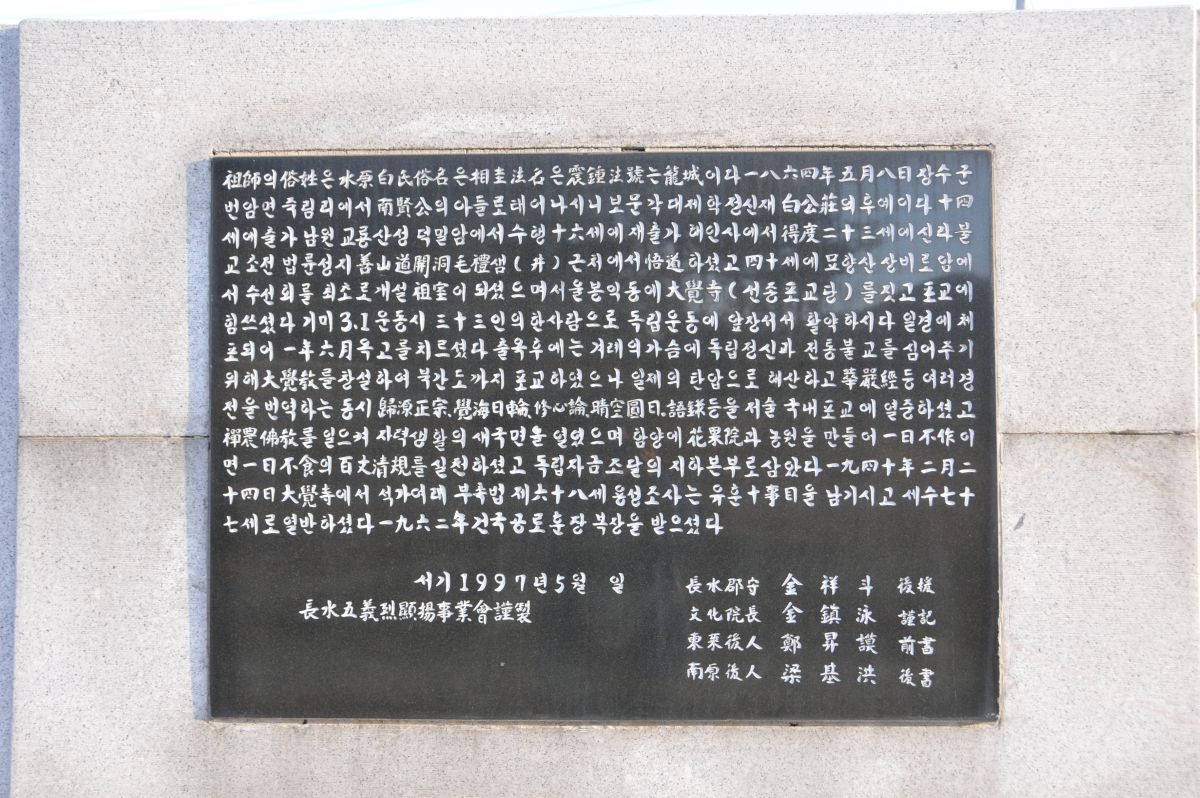 祖師의俗姓은水原白氏俗名은相奎法名은震鍾法號는龍城이다一八六四年五月八日장수군
번암면죽림리에서南賢公의아들로태어나시니보문각대제학정신재白公莊의후예이다十四
세에출가남원교룡산성덕밀암에서수행十六세에재출가해인사에서得度二十三세에신라불
교소전법륜성지善山道開洞毛禮샘(井)근처에서悟道하셨고四十세에묘향산상비로암에
서수선회를최초로개설祖室이되셨으며서울봉익동에大覺寺(선종포교당)를짓고포교에
힘쓰셨다기미3.1운동시三十三인의한사람으로독립운동에앞장서서활약하시다일경에체
포되어一年六月옥고를치르셨다출옥후에는겨레의가슴에독립정신과전통불교를심어주기
위해大覺敎를창설하여북간도까지포교하였으나일제의탄압으로해산하고華嚴經등여러경
전을번역하는동시歸源正宗,覺海日輪,修心論,晴空圓日,語録등을저술국내포교에열중하셨고
禪農佛敎를일으켜자덕생활의새국면을열었으며함양에花果院과농원을만들어一日不作이
면一日不食의百丈清規를실천하셨고독립자금조달의지하본부로삼았다一九四十年二月二
十四日大覺寺에서석가여래부촉법제六十八세용성조사는유훈十事目을남기시고세수七十
七세로열반하셨다一九六二年건국공로훈장복장을받으셨다
서기1997년5월 일
長水五義烈顯揚事業會謹製
長水郡守 金祥斗 後援
文化院長 金鎭泳 謹記
東萊後人 鄭昇謨 前書
南原後人 梁基洪 後書